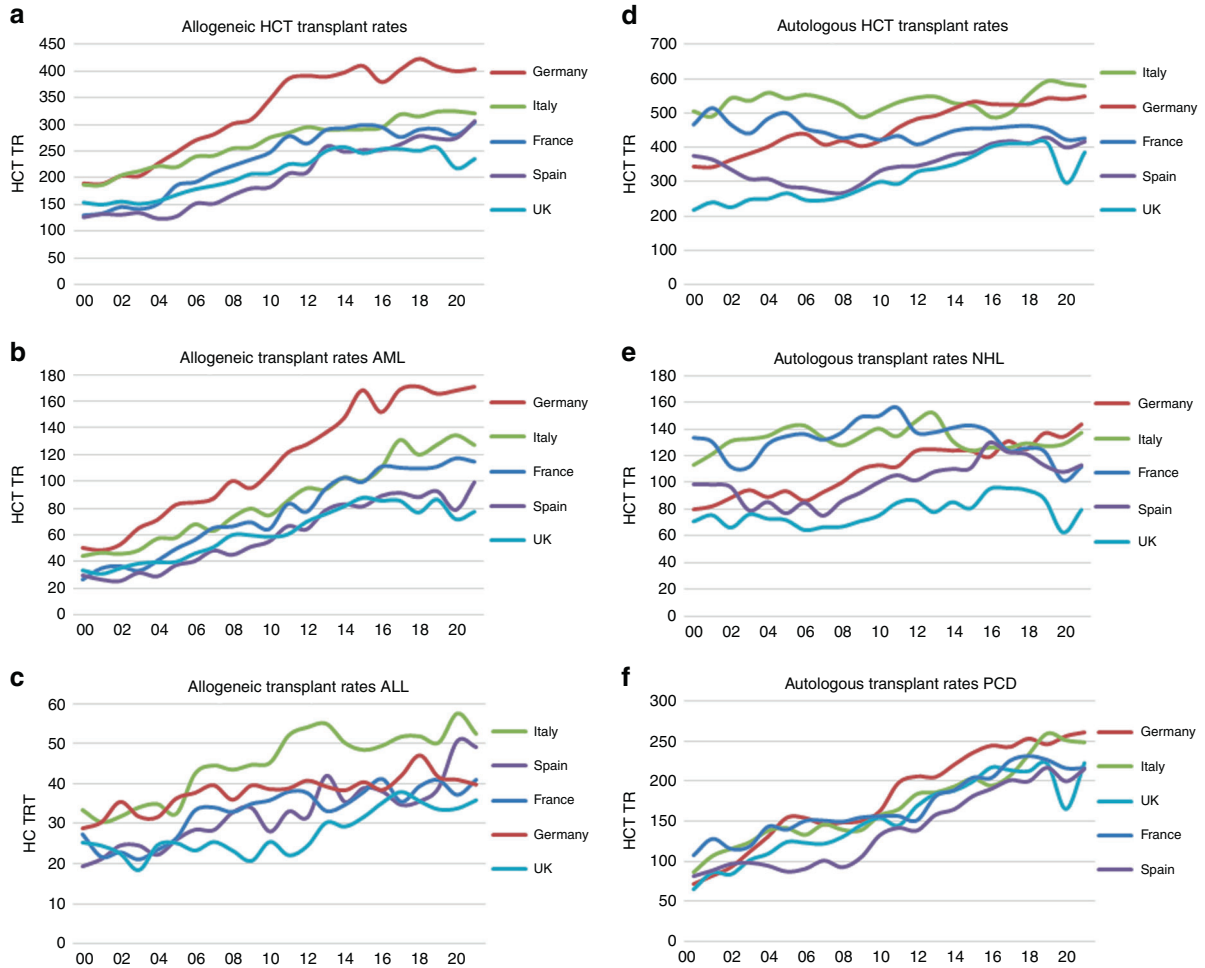 a
Allogeneic HCT transplant rates
HCT TR
450
400
350
300
250
200
150
100
50
0
00 02 04 06 08 10 12 14 16 18 20
Germany
Italy
France
Spain
UK
b
Allogeneic transplant rates AML
HCT TR
180
160
140
120
100
80
60
40
20
0
00 02 04 06 08 10 12 14 16 18 20
Germany
Italy
France
Spain
UK
c
Allogeneic transplant rates ALL
HC TRT
60
50
40
30
20
10
0
00 02 04 06 08 10 12 14 16 18 20
Italy
Spain
France
Germany
UK
d
Autologous HCT transplant rates
HCT TR
700
600
500
400
300
200
100
0
00 02 04 06 08 10 12 14 16 18 20
Italy
Germany
France
Spain
UK
e
Autologous transplant rates NHL
HCT TR
180
160
140
120
100
80
60
40
20
0
00 02 04 06 08 10 12 14 16 18 20
Germany
Italy
France
Spain
UK
f
Autologous transplant rates PCD
HCT TR
300
250
200
150
100
50
0
00 02 04 06 08 10 12 14 16 18 20
Germany
Italy
UK
France
Spain